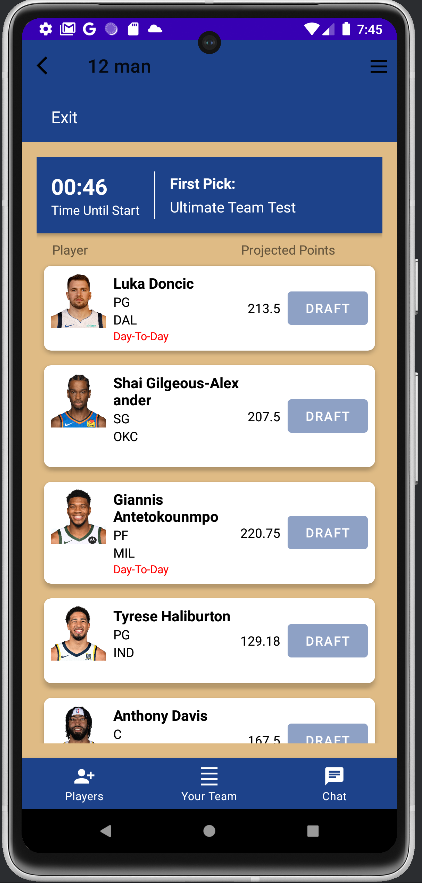 7:45
12 man
Exit
00:46
Time Until Start
First Pick:
Ultimate Team Test
Player Projected Points
Luka Doncic
PG
DAL
Day-To-Day
213.5 DRAFT
Shai Gilgeous-Alex
ander
SG
OKC
207.5 DRAFT
Giannis
Antetokounmpo
PF
MIL
Day-To-Day
220.75 DRAFT
Tyrese Haliburton
PG
IND
129.18 DRAFT
Anthony Davis
C
167.5 DRAFT
Players Your Team Chat